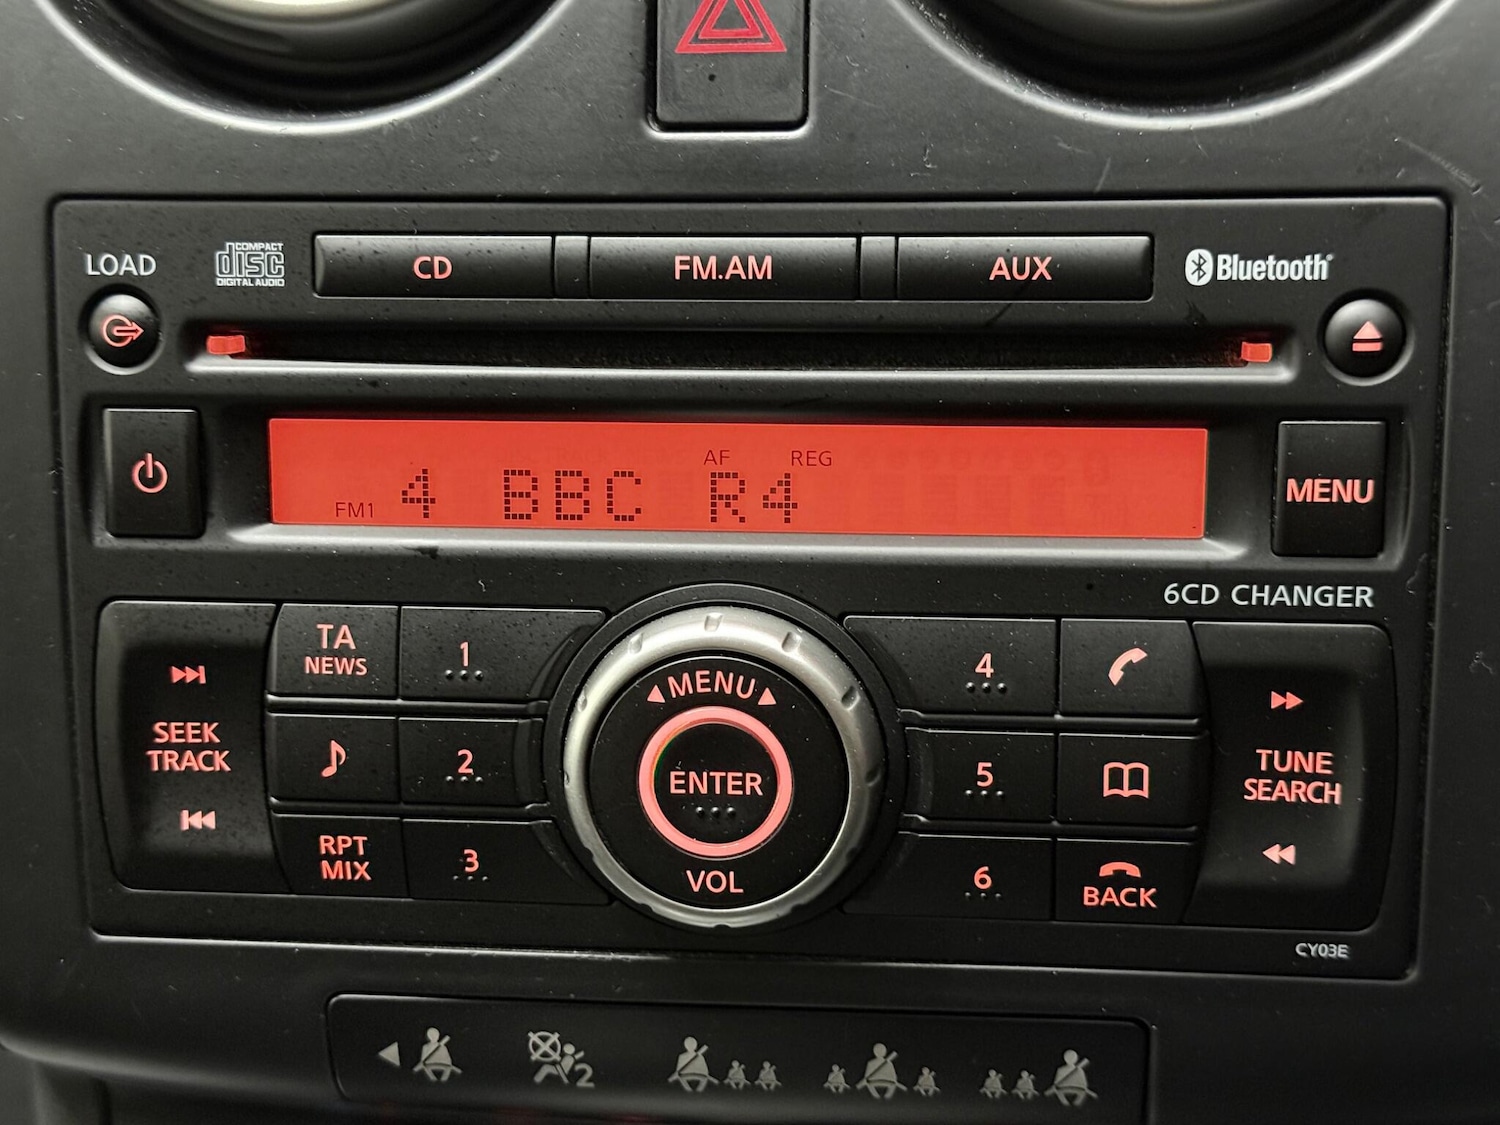 LOAD
COMPACT
disc
DIGITAL AUDIO
CD
FM.AM
AUX
Bluetooth
AF REG
FM1 4 BBC R4
MENU
6CD CHANGER
SEEK
TRACK
TA
NEWS
1
2
RPT
MIX
3
MENU
ENTER
VOL
4
5
6
BACK
TUNE
SEARCH
CY03E
2